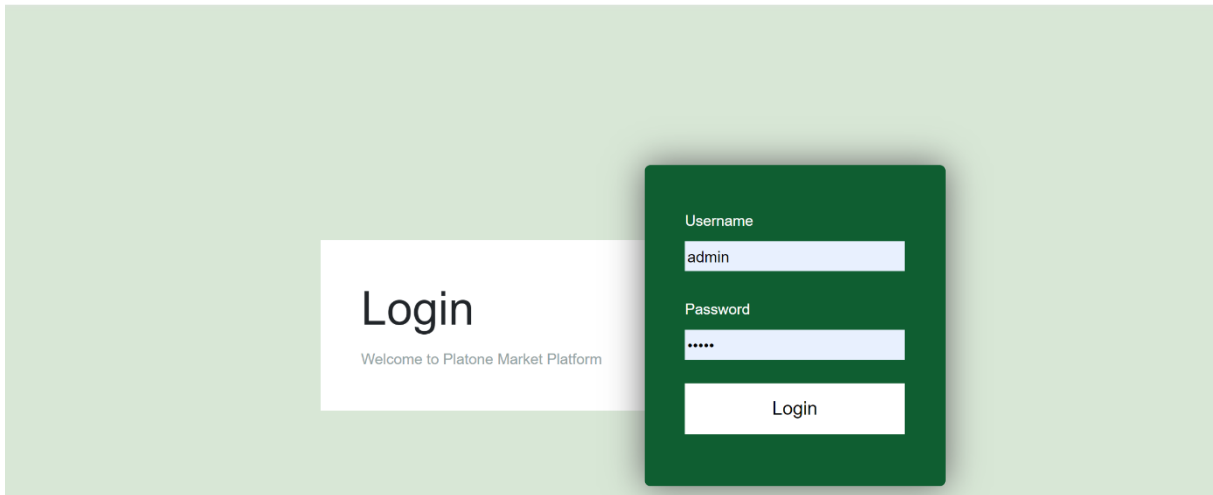 Login
Welcome to Platone Market Platform
Username
admin
Password
•••••
Login